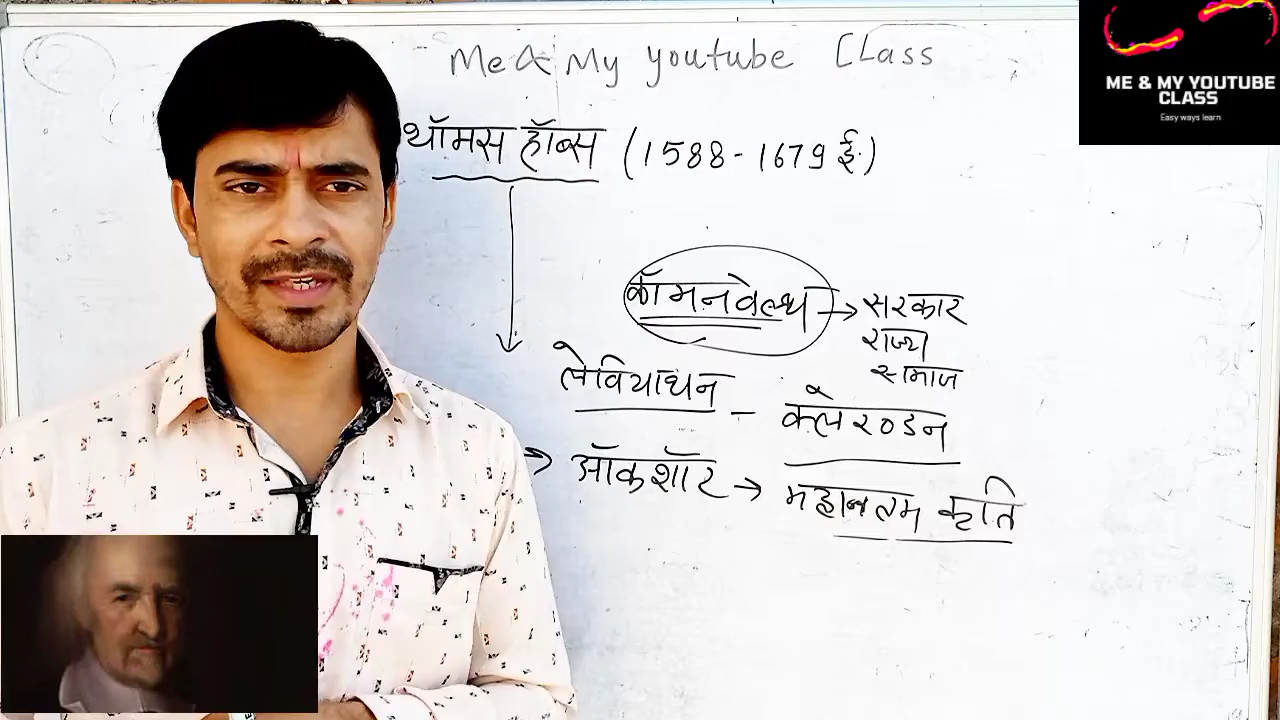 Me & My youtube Class
ME & MY YOUTUBE
CLASS
Easy ways learn
थॉमस हॉब्स (1588-1679 ई.)
कॉमनवेल्थ → सरकार
राज्य
समाज
लेवियाथन - क्लेरण्डन
→ ऑकशॉर → महानतम कृति